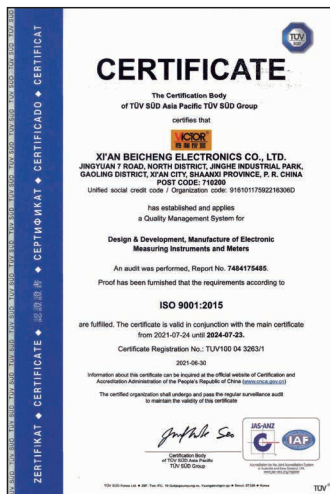 TÜV
SÜD
CERTIFICATE
The Certification Body
of TÜV SÜD Asia Pacific TÜV SÜD Group
certifies that
VICTOR
XI'AN BEICHENG ELECTRONICS CO., LTD.
JINGYUAN 7 ROAD, NORTH DISTRICT, JINGHE INDUSTRIAL PARK,
GAOLING DISTRICT, XI'AN CITY, SHAANXI PROVINCE, P. R. CHINA
POST CODE: 710200
Unified social credit code / Organization code: 91610117592216306D
has established and applies
a Quality Management System for
Design & Development, Manufacture of Electronic
Measuring Instruments and Meters
An audit was performed, Report No. 7484175485.
Proof has been furnished that the requirements according to
ISO 9001:2015
are fulfilled. The certificate is valid in conjunction with the main certificate
from 2021-07-24 until 2024-07-23.
Certificate Registration No.: TUV100 04 3263/1
2021-06-30
Information about this certificate can be inquired at the official website of Certification and
Accreditation Administration of the People's Republic of China (www.cnca.gov.cn)
The certified organization shall undergo and pass the regular surveillance audit
to maintain the validity of this certificate
Certification Body
of TÜV SÜD Asia Pacific
TÜV SÜD Group
JAS-ANZ
IAF
TÜV
ZERTIFIKAT ◆ CERTIFICATE ◆ 認證證書 ◆ СЕРТИФИКАТ ◆ CERTIFICADO ◆ CERTIFICAT